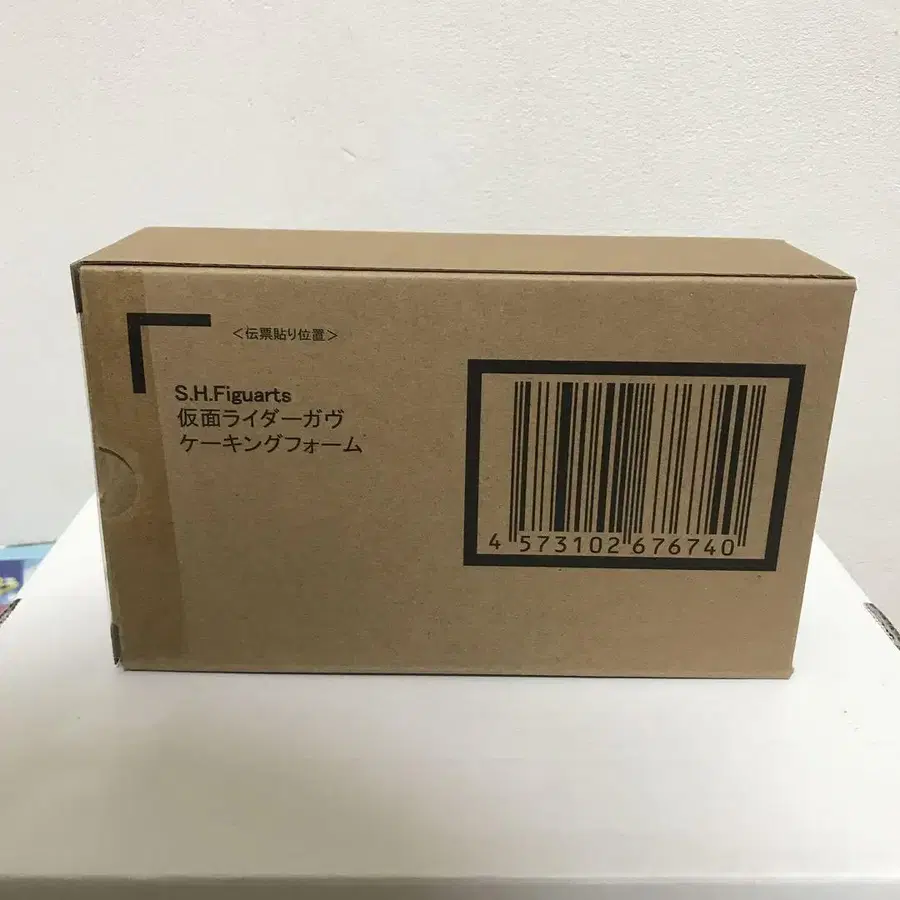 <伝票貼り位置>
S.H.Figuarts
仮面ライダーガヴ
ケーキングフォーム
4 573102 676740